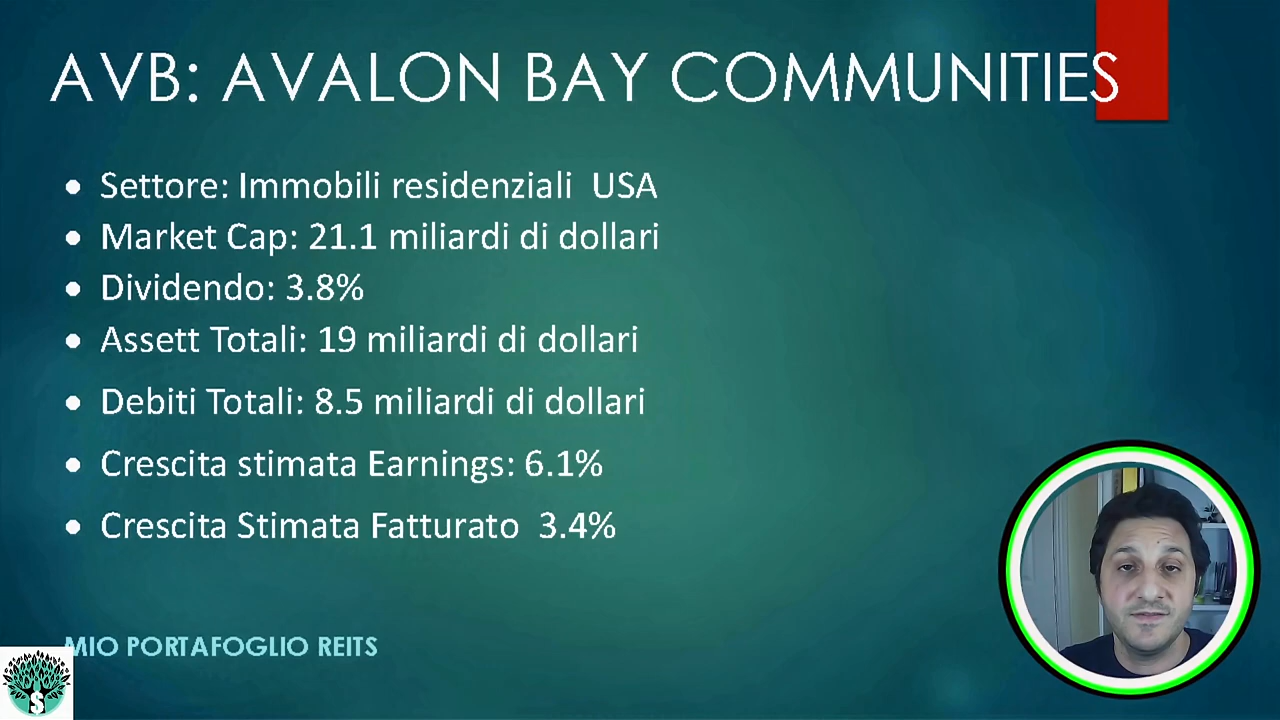 AVB: AVALON BAY COMMUNITIES
• Settore: Immobili residenziali USA
• Market Cap: 21.1 miliardi di dollari
• Dividendo: 3.8%
• Assett Totali: 19 miliardi di dollari
• Debiti Totali: 8.5 miliardi di dollari
• Crescita stimata Earnings: 6.1%
• Crescita Stimata Fatturato 3.4%
MIO PORTAFOGLIO REITS
$